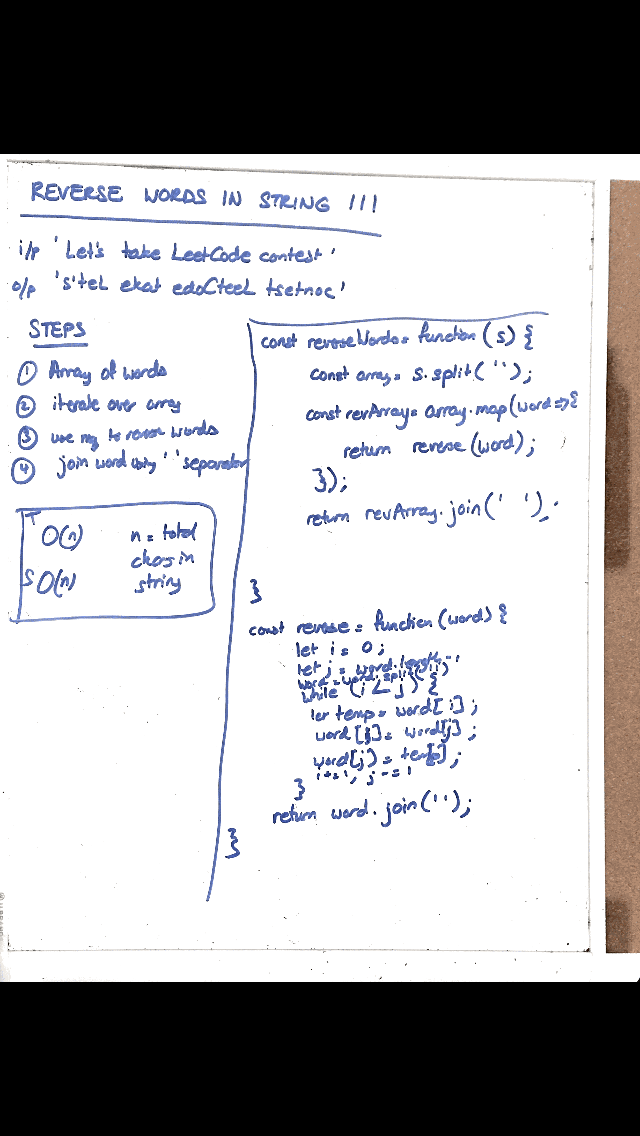 REVERSE WORDS IN STRING !!!
i/p 'Let's take LeetCode contest'
o/p 's'teL ekat edoCteeL tsetnoc'
STEPS
① Array of words
② iterate over array
③ use to words
④ join word using ' ' separator
T O(n) n = total
chars in
S O(n) string
const reverseWords = function (s) {
const array = s.split(' ');
const revArray = array.map(word => {
return reverse (word);
});
return revArray.join(' ');
}
const reverse = function (word) {
let i = 0;
let j = word.length - 1
word = word.split('')
while (i < j) {
let temp = word[i];
word[i] = word[j];
word[j] = temp;
i += 1, j -= 1
}
return word.join('');
}